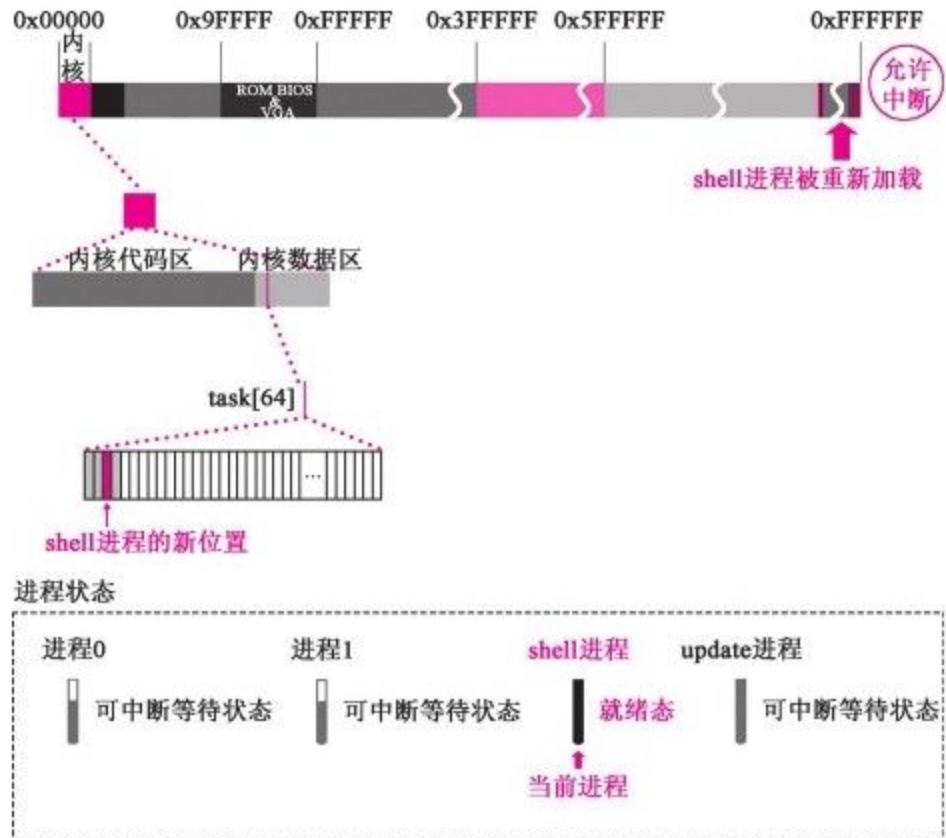 0x00000 0x9FFFF 0xFFFFF 0x3FFFFF 0x5FFFFF 0xFFFFFF
内核
ROM BIOS
&
VGA
允许
中断
shell进程被重新加载
内核代码区 内核数据区
task[64]
...
shell进程的新位置
进程状态
进程0 进程1 shell进程 update进程
可中断等待状态 可中断等待状态 就绪态 可中断等待状态
当前进程